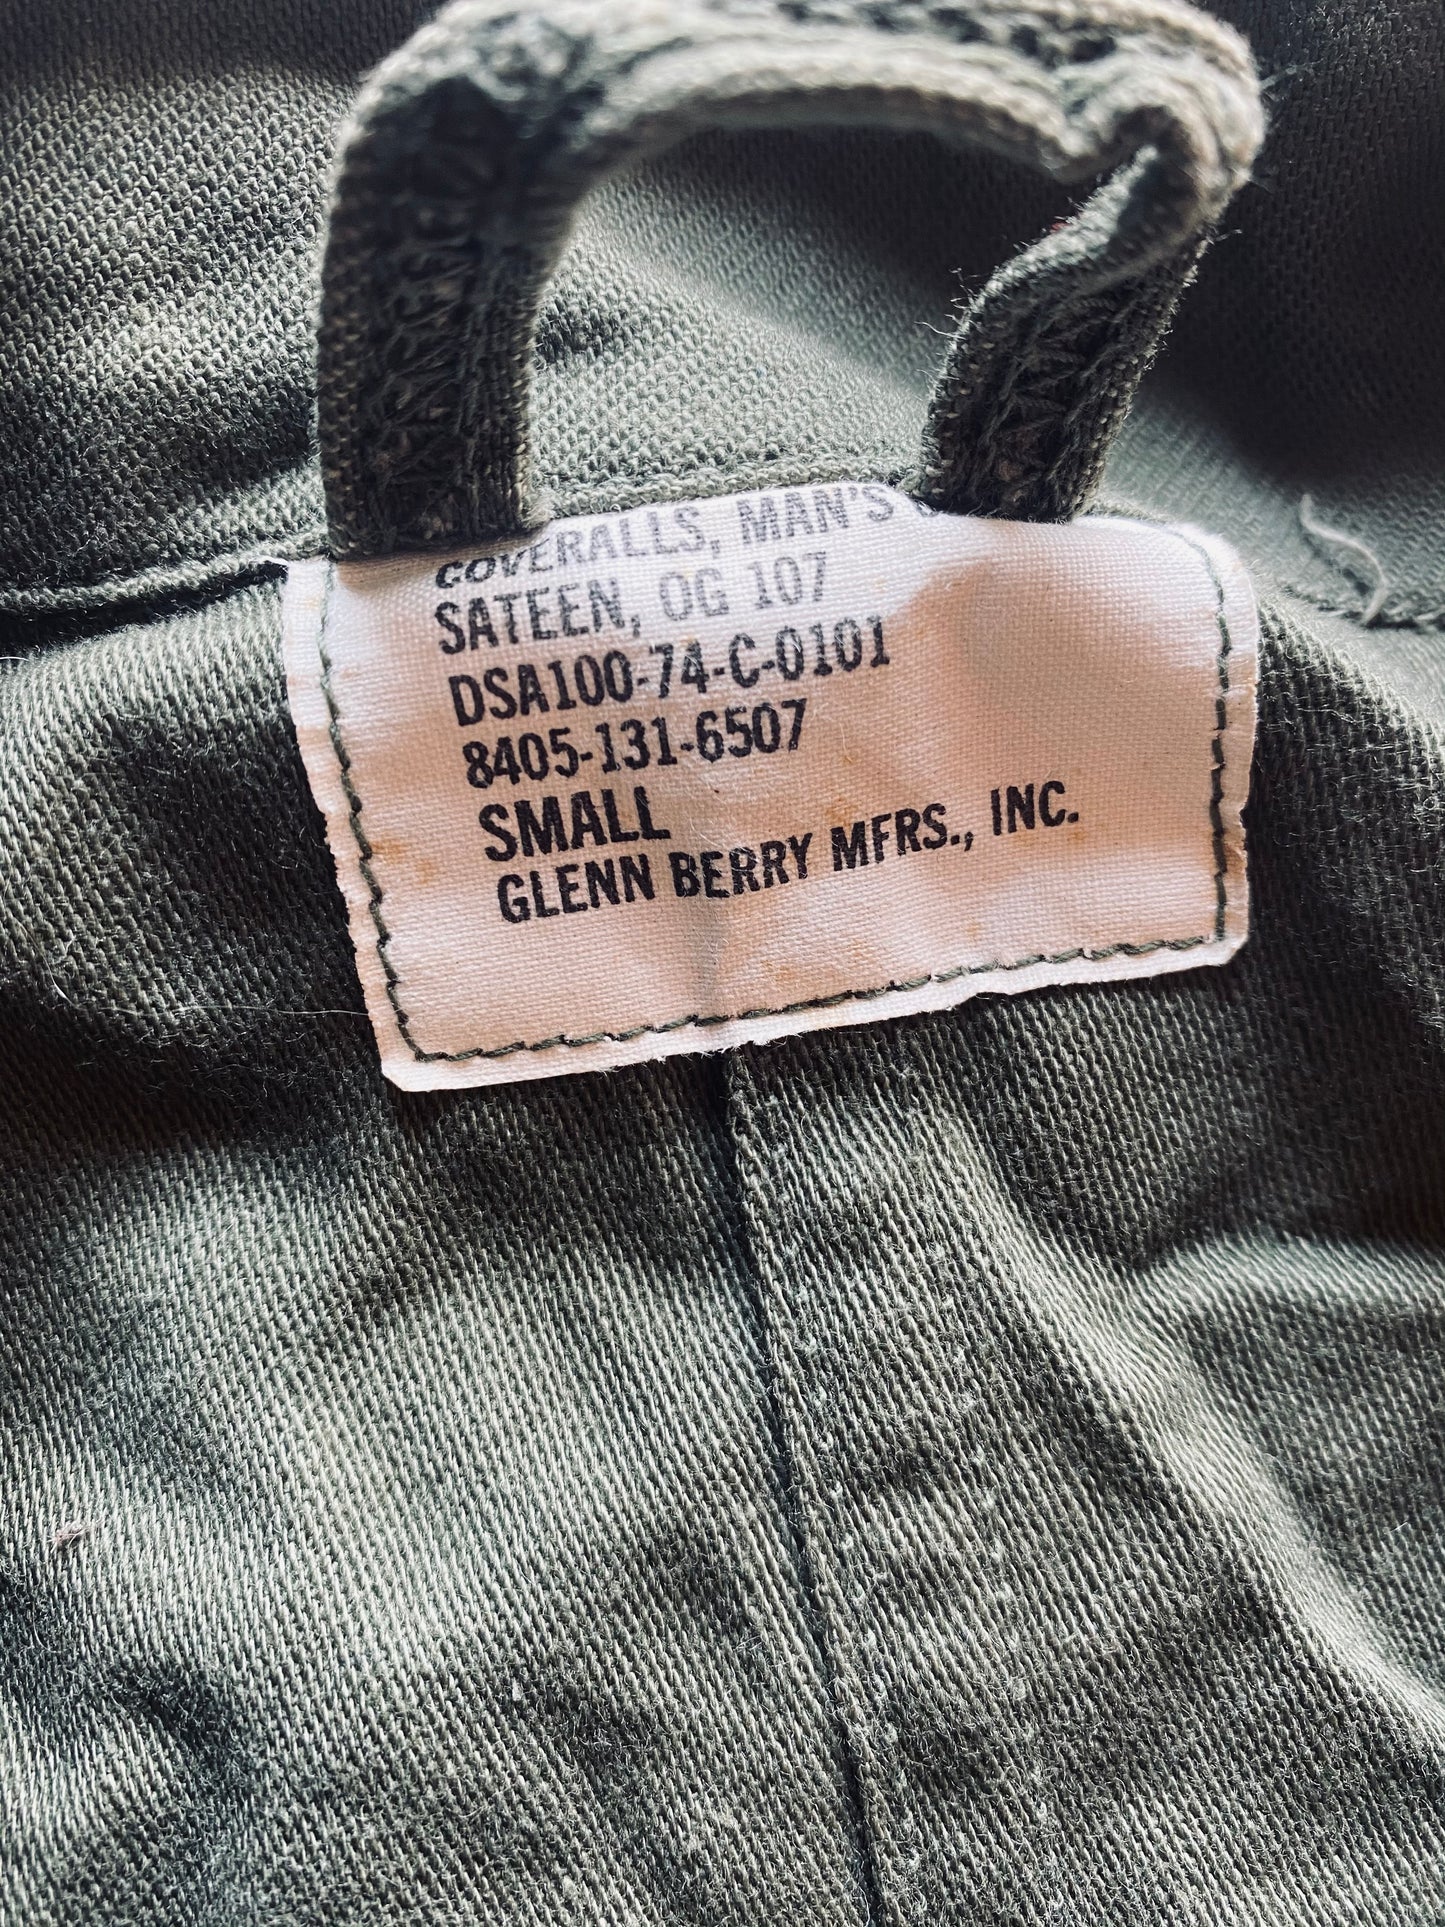 COVERALLS, MAN'S
SATEEN, OG 107
DSA100-74-C-0101
8405-131-6507
SMALL
GLENN BERRY MFRS., INC.